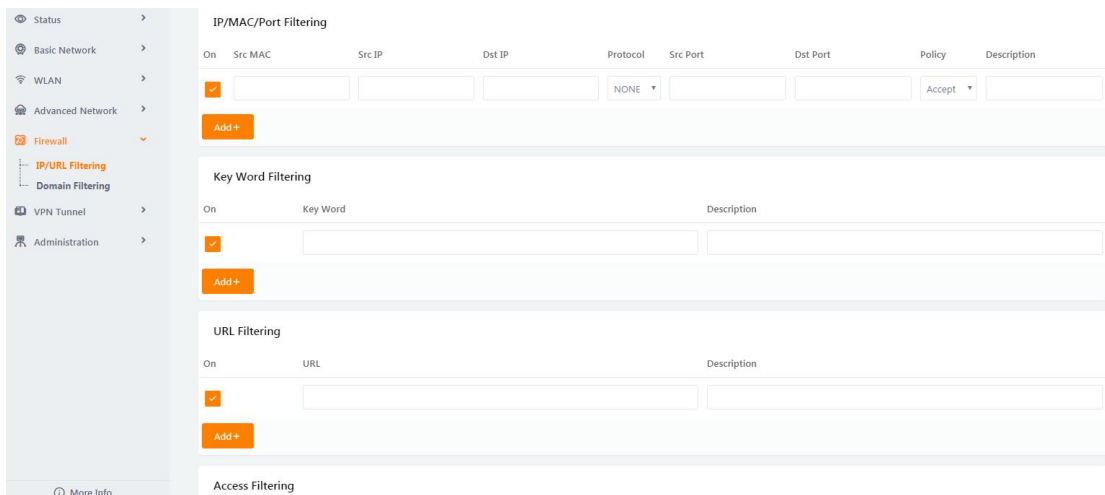 Status
Basic Network
WLAN
Advanced Network
Firewall
IP/URL Filtering
Domain Filtering
VPN Tunnel
Administration
More Info
IP/MAC/Port Filtering
On Src MAC Src IP Dst IP Protocol Src Port Dst Port Policy Description
NONE Accept
Add+
Key Word Filtering
On Key Word Description
Add+
URL Filtering
On URL Description
Add+
Access Filtering